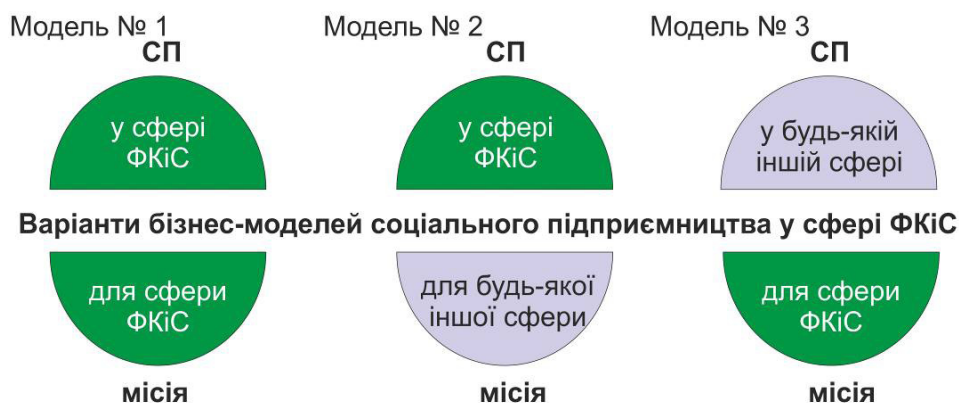 Модель № 1
СП
у сфері
ФКіС
Модель № 2
СП
у сфері
ФКіС
Модель № 3
СП
у будь-якій
іншій сфері
Варіанти бізнес-моделей соціального підприємництва у сфері ФКіС
для сфери
ФКіС
місія
для будь-якої
іншої сфери
місія
для сфери
ФКіС
місія